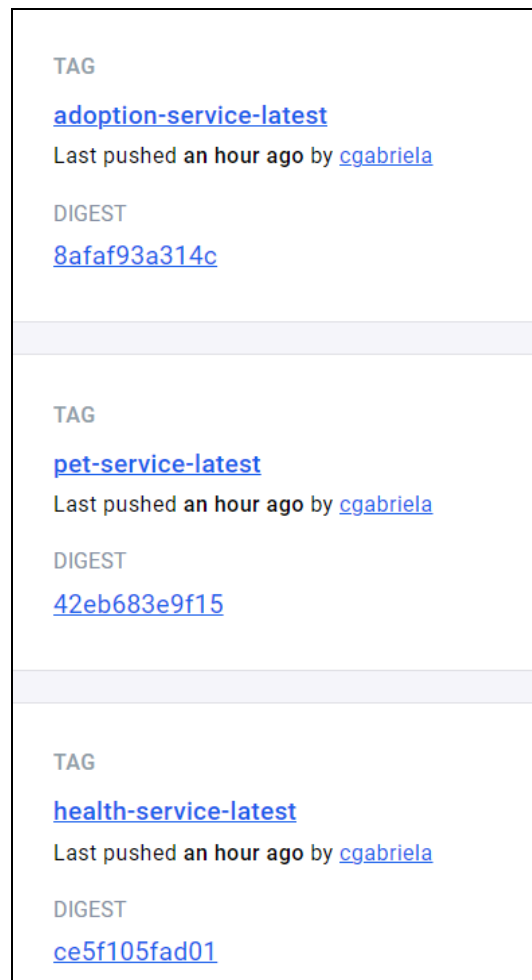 TAG
adoption-service-latest
Last pushed an hour ago by cgabriela
DIGEST
8afaf93a314c
TAG
pet-service-latest
Last pushed an hour ago by cgabriela
DIGEST
42eb683e9f15
TAG
health-service-latest
Last pushed an hour ago by cgabriela
DIGEST
ce5f105fad01